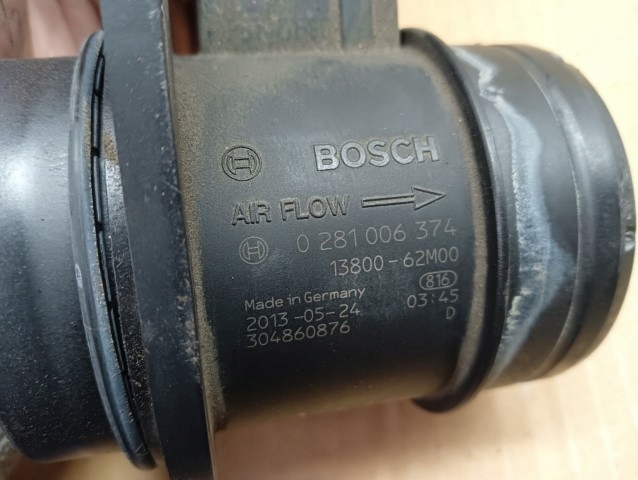 BOSCH
AIR FLOW
0 281 006 374
13800-62M00
816
Made in Germany
2013-05-24 03:45
304860876 D